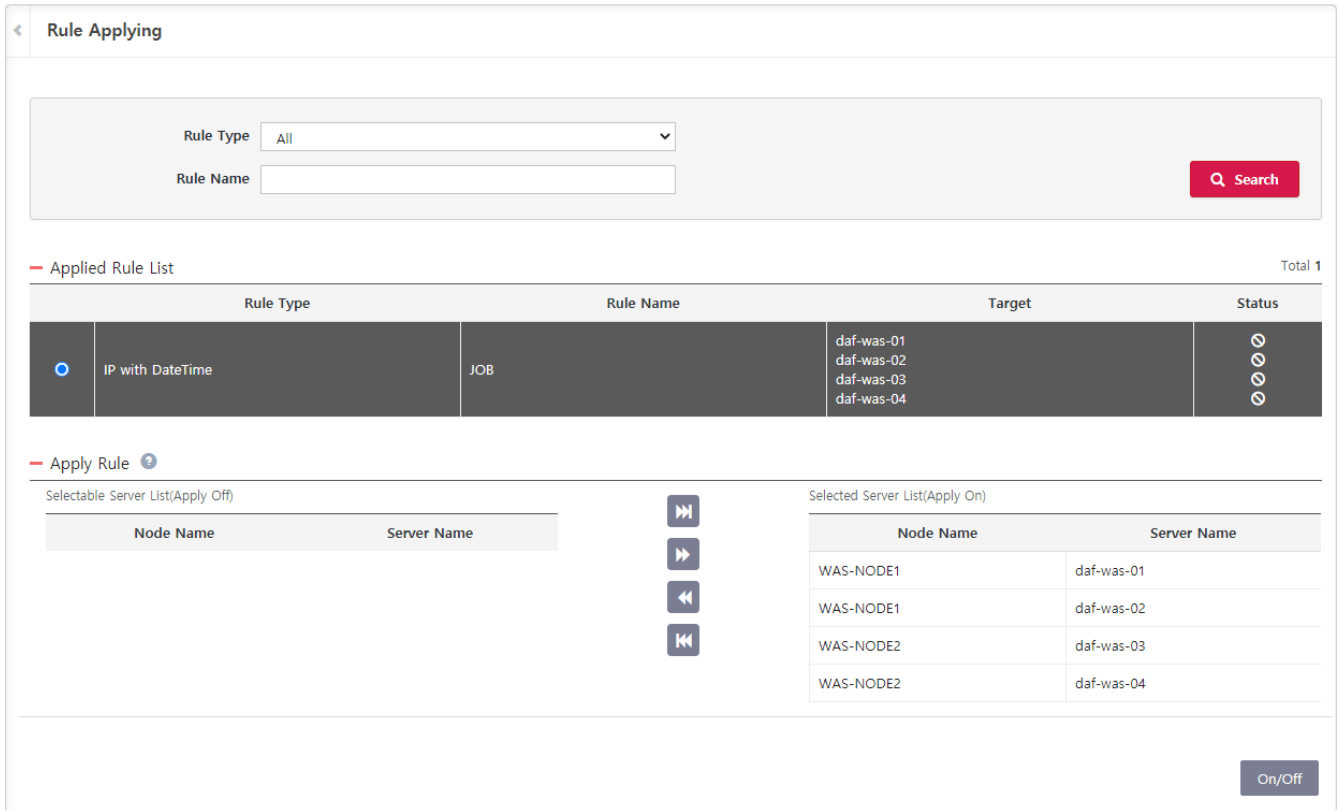 Rule Applying
Rule Type All
Rule Name
Search
Applied Rule List Total 1
Rule Type Rule Name Target Status
IP with DateTime JOB
daf-was-01
daf-was-02
daf-was-03
daf-was-04
Apply Rule ?
Selectable Server List(Apply Off)
Node Name Server Name
Selected Server List(Apply On)
Node Name Server Name
WAS-NODE1 daf-was-01
WAS-NODE1 daf-was-02
WAS-NODE2 daf-was-03
WAS-NODE2 daf-was-04
On/Off